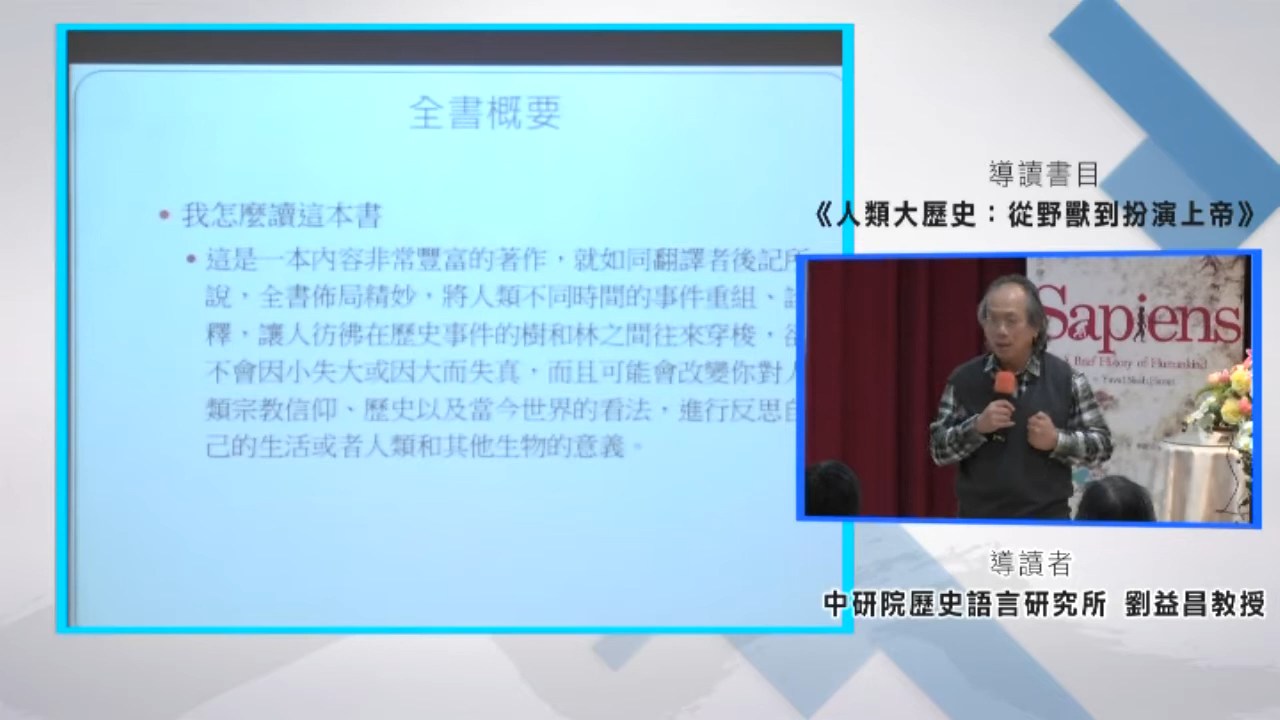 全書概要
我怎麼讀這本書
這是一本內容非常豐富的著作，就如同翻譯者後記所
說，全書佈局精妙，將人類不同時間的事件重組、
釋，讓人彷彿在歷史事件的樹和林之間往來穿梭，
不會因小失大或因大而失真，而且可能會改變你對人
類宗教信仰、歷史以及當今世界的看法，進行反思自
己的生活或者人類和其他生物的意義。
導讀書目
《人類大歷史：從野獸到扮演上帝》
Sapiens
Brief History of Humankind
導讀者
中研院歷史語言研究所 劉益昌教授